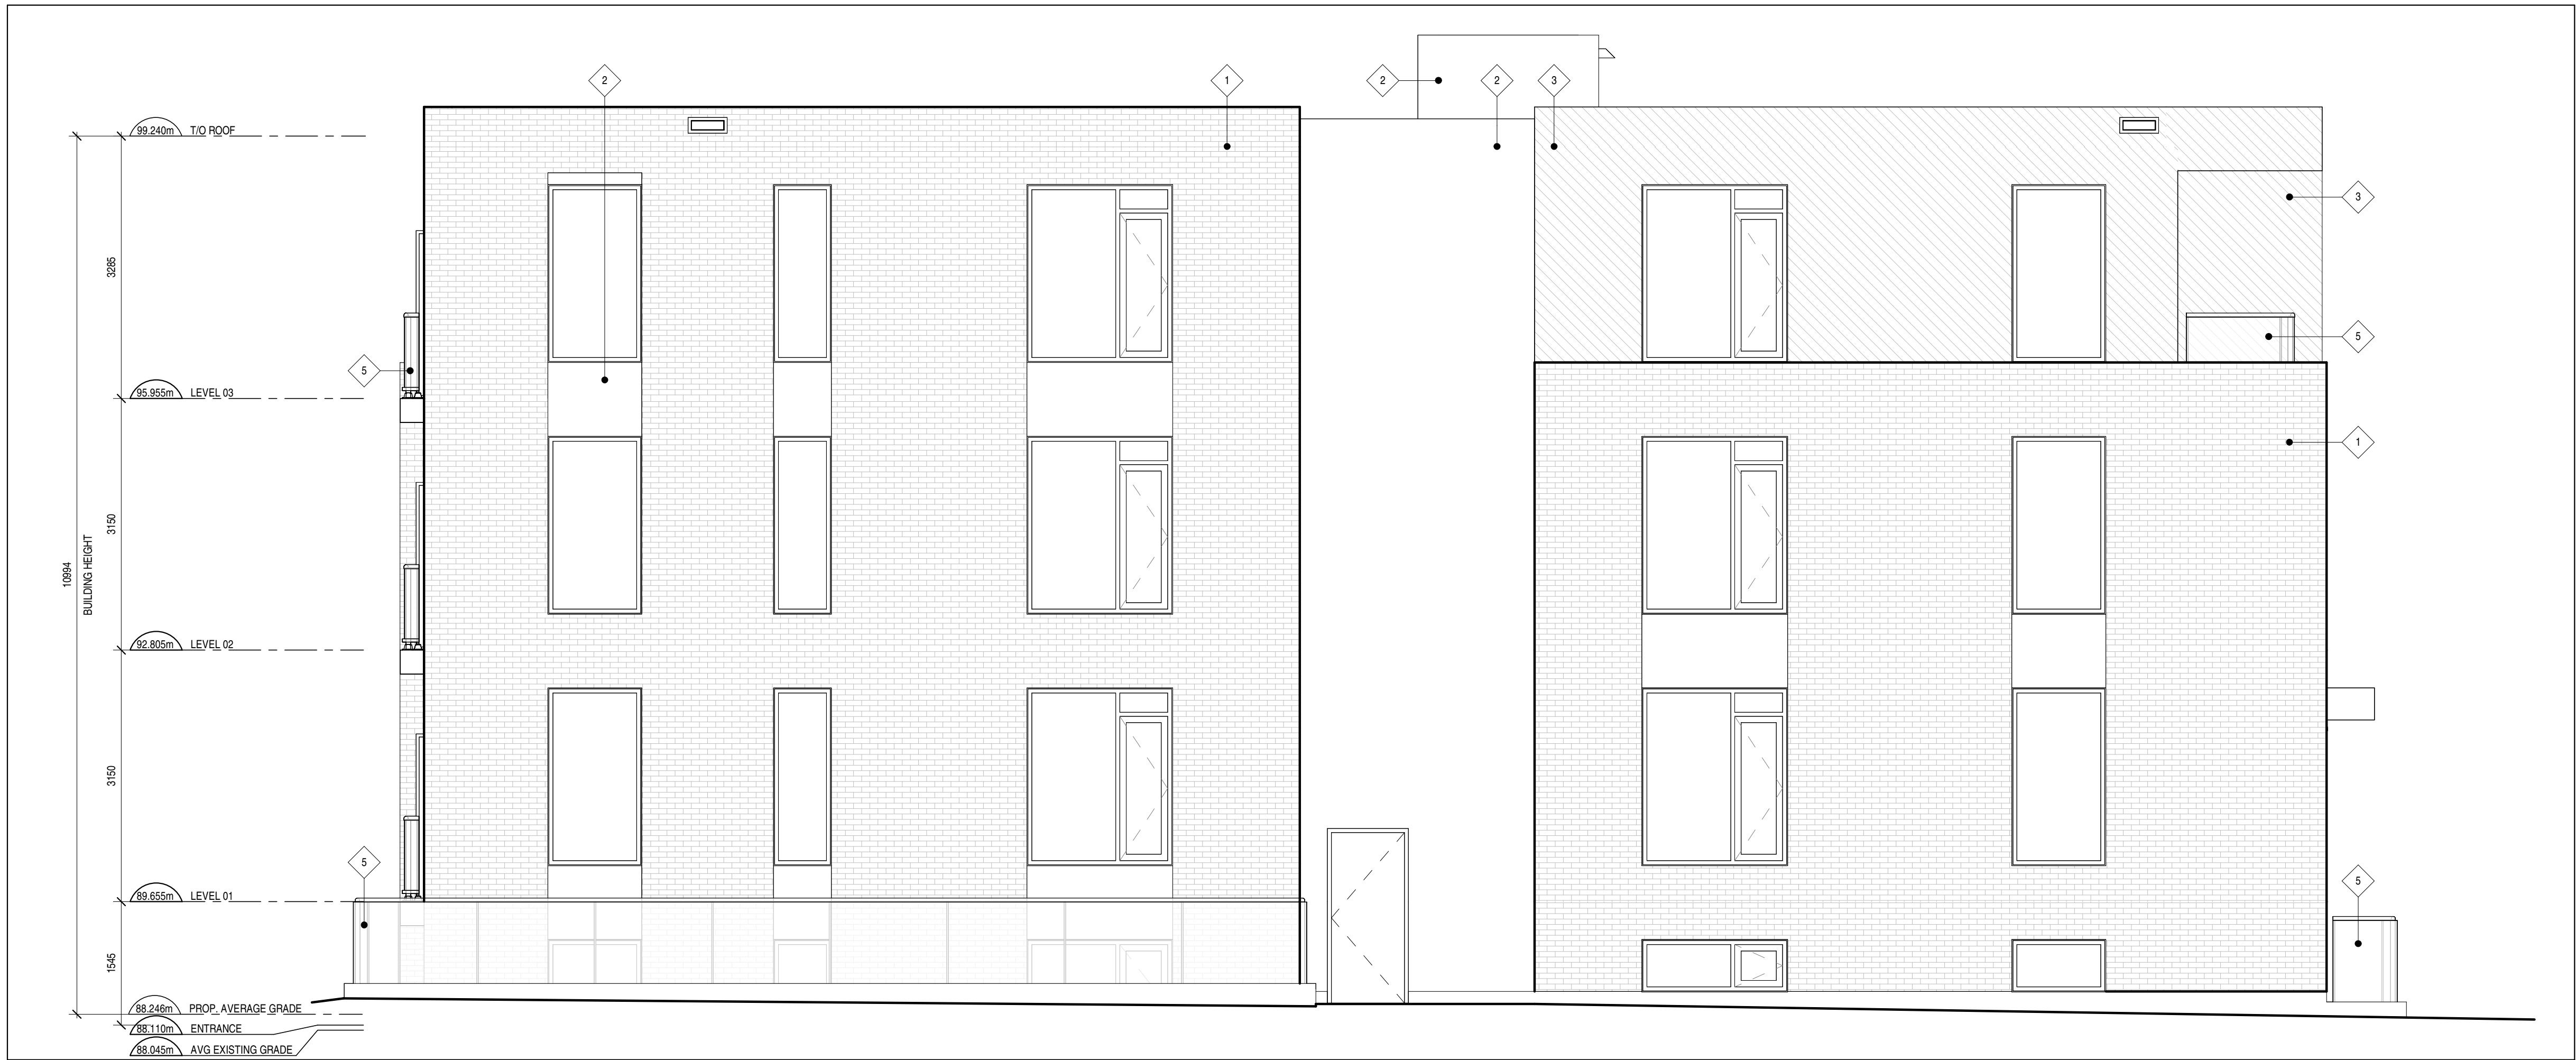 2
1
2
2
3
99.240m T/O ROOF
3
3285
5
5
95.955m LEVEL 03
1
3150
10994
BUILDING HEIGHT
92.805m LEVEL 02
3150
5
5
89.655m LEVEL 01
1545
88.246m PROP. AVERAGE GRADE
88.110m ENTRANCE
88.045m AVG EXISTING GRADE